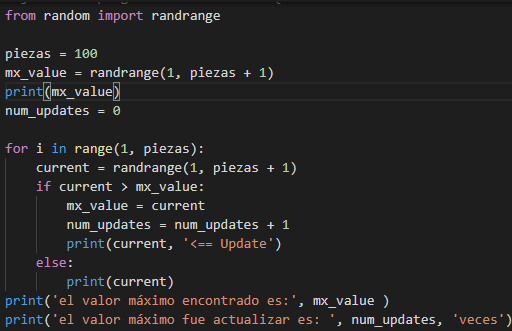 from random import randrange
piezas = 100
mx_value = randrange(1, piezas + 1)
print(mx_value)
num_updates = 0
for i in range(1, piezas):
    current = randrange(1, piezas + 1)
    if current > mx_value:
        mx_value = current
        num_updates = num_updates + 1
        print(current, '<== Update')
    else:
        print(current)
print('el valor máximo encontrado es:', mx_value )
print('el valor máximo fue actualizar es: ', num_updates, 'veces')